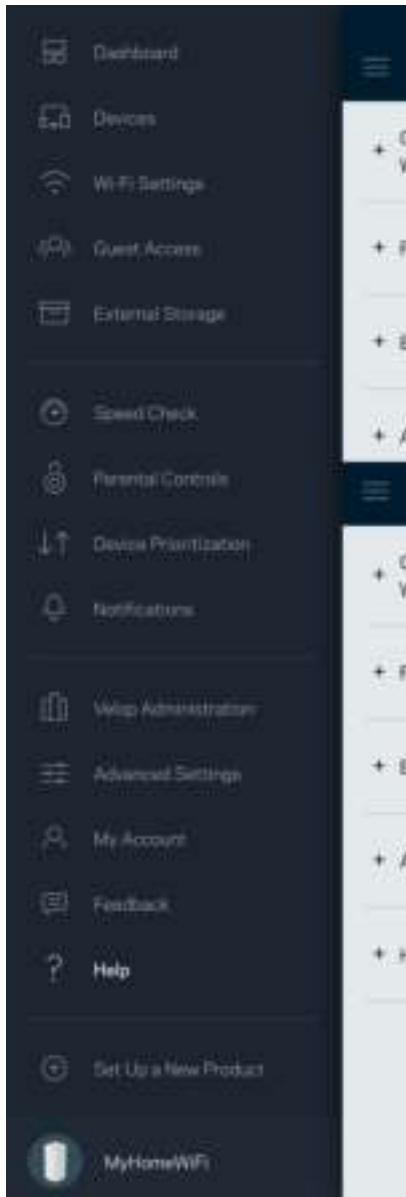 Dashboard
Devices
Wi-Fi Settings
Guest Access
External Storage
Speed Check
Parental Controls
Device Prioritization
Notifications
Velop Administration
Advanced Settings
My Account
Feedback
Help
Set Up a New Product
MyHomeWiFi